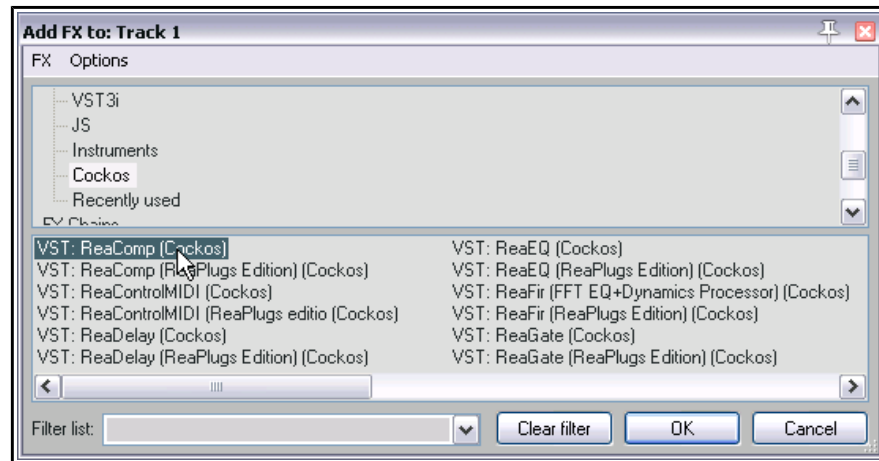 Add FX to: Track 1
FX Options
VST3i
JS
Instruments
Cockos
Recently used
FX Chains
VST: ReaComp (Cockos)
VST: ReaComp (ReaPlugs Edition) (Cockos)
VST: ReaControlMIDI (Cockos)
VST: ReaControlMIDI (ReaPlugs editio (Cockos)
VST: ReaDelay (Cockos)
VST: ReaDelay (ReaPlugs Edition) (Cockos)
VST: ReaEQ (Cockos)
VST: ReaEQ (ReaPlugs Edition) (Cockos)
VST: ReaFir (FFT EQ+Dynamics Processor) (Cockos)
VST: ReaFir (ReaPlugs Edition) (Cockos)
VST: ReaGate (Cockos)
VST: ReaGate (ReaPlugs Edition) (Cockos)
Filter list: Clear filter OK Cancel